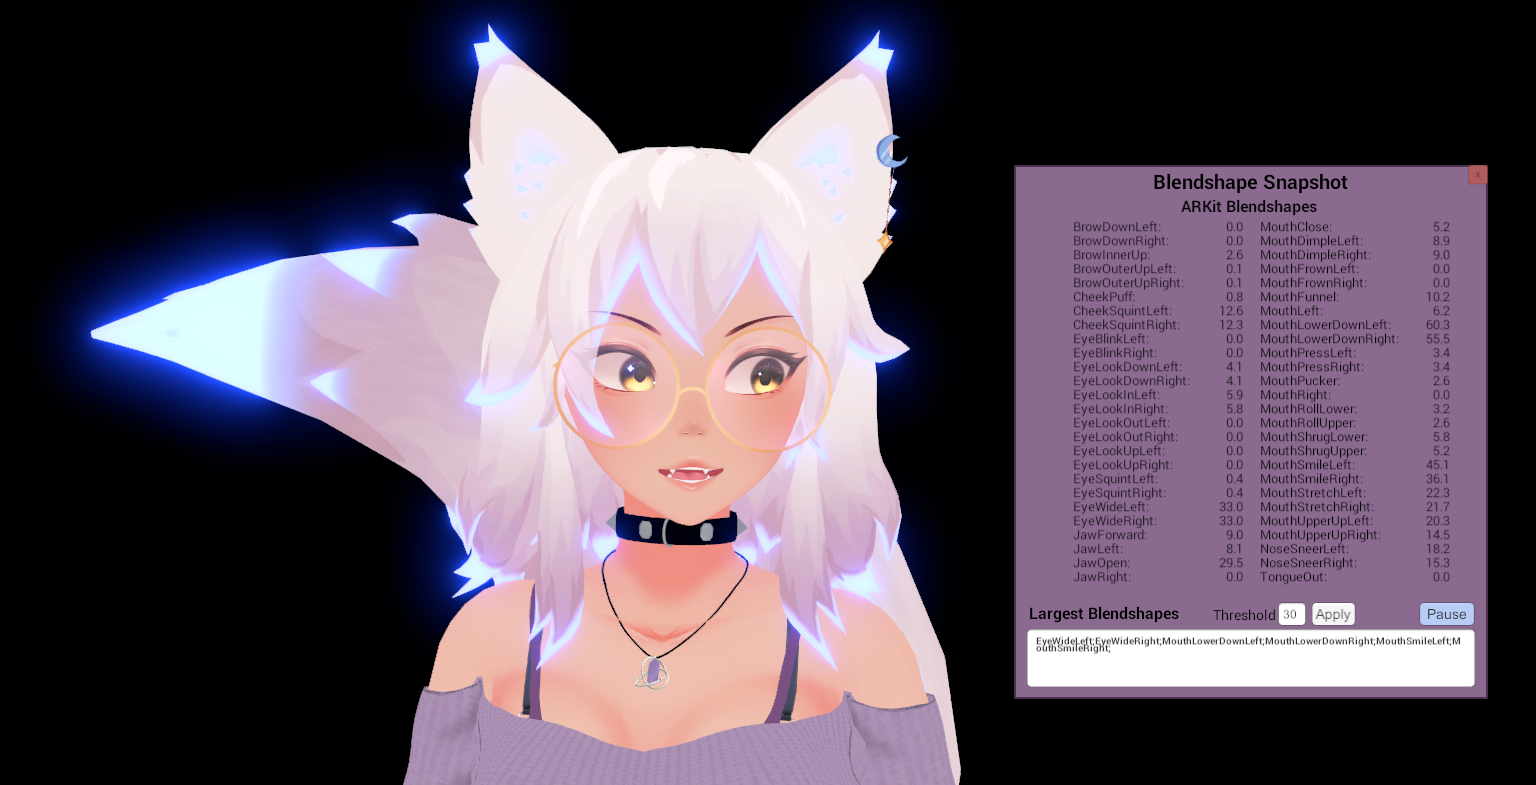 x
Blendshape Snapshot
ARKit Blendshapes
BrowDownLeft: 0.0 MouthClose: 5.2
BrowDownRight: 0.0 MouthDimpleLeft: 8.9
BrowInnerUp: 2.6 MouthDimpleRight: 9.0
BrowOuterUpLeft: 0.1 MouthFrownLeft: 0.0
BrowOuterUpRight: 0.1 MouthFrownRight: 0.0
CheekPuff: 0.8 MouthFunnel: 10.2
CheekSquintLeft: 12.6 MouthLeft: 6.2
CheekSquintRight: 12.3 MouthLowerDownLeft: 60.3
EyeBlinkLeft: 0.0 MouthLowerDownRight: 55.5
EyeBlinkRight: 0.0 MouthPressLeft: 3.4
EyeLookDownLeft: 4.1 MouthPressRight: 3.4
EyeLookDownRight: 4.1 MouthPucker: 2.6
EyeLookInLeft: 5.9 MouthRight: 0.0
EyeLookInRight: 5.8 MouthRollLower: 3.2
EyeLookOutLeft: 0.0 MouthRollUpper: 2.6
EyeLookOutRight: 0.0 MouthShrugLower: 5.8
EyeLookUpLeft: 0.0 MouthShrugUpper: 5.2
EyeLookUpRight: 0.0 MouthSmileLeft: 45.1
EyeSquintLeft: 0.4 MouthSmileRight: 36.1
EyeSquintRight: 0.4 MouthStretchLeft: 22.3
EyeWideLeft: 33.0 MouthStretchRight: 21.7
EyeWideRight: 33.0 MouthUpperUpLeft: 20.3
JawForward: 9.0 MouthUpperUpRight: 14.5
JawLeft: 8.1 NoseSneerLeft: 18.2
JawOpen: 29.5 NoseSneerRight: 15.3
JawRight: 0.0 TongueOut: 0.0
Largest Blendshapes Threshold 30 Apply Pause
EyeWideLeft;EyeWideRight;MouthLowerDownLeft;MouthLowerDownRight;MouthSmileLeft;M
outhSmileRight;